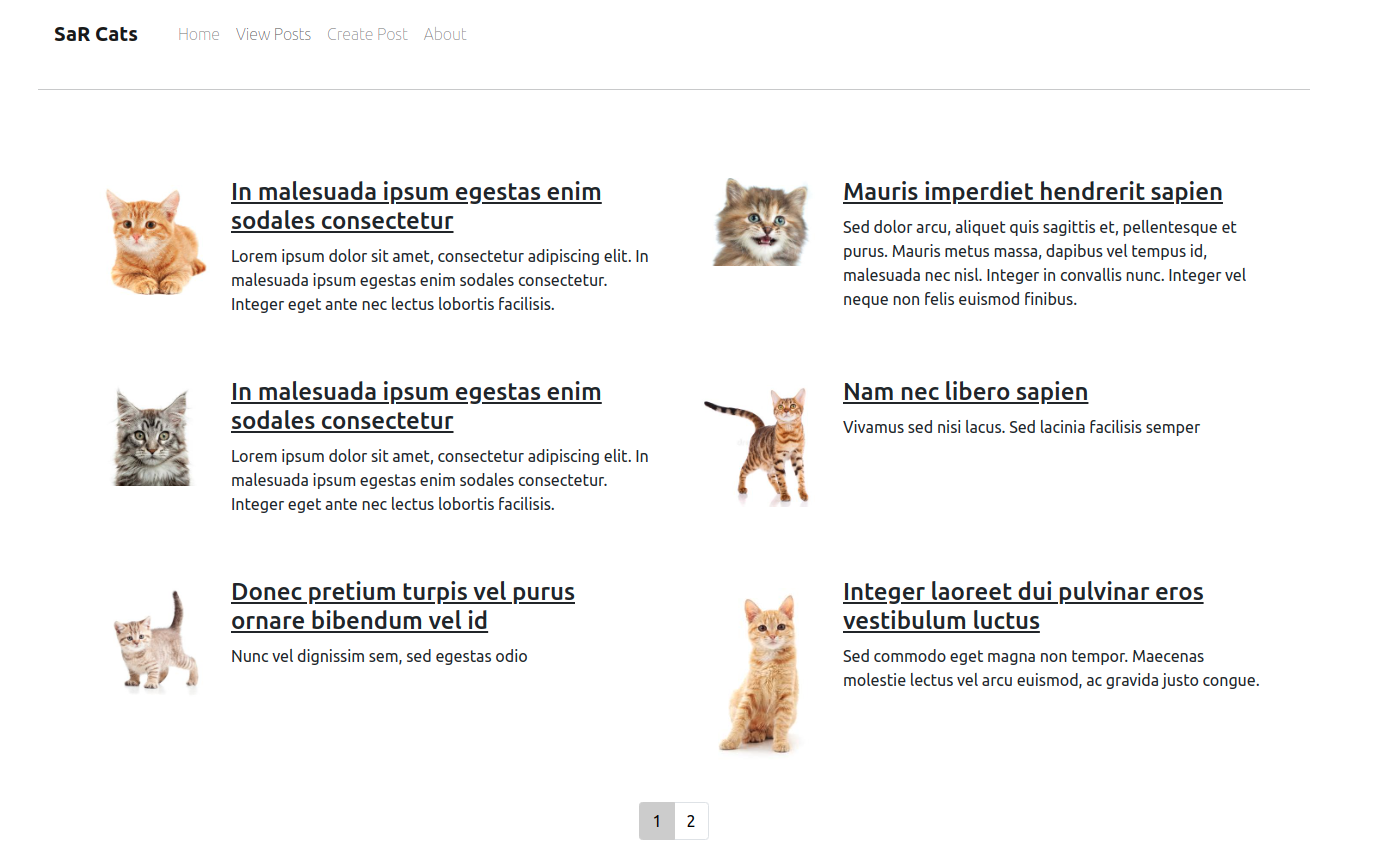 SaR Cats Home View Posts Create Post About
In malesuada ipsum egestas enim
sodales consectetur
Lorem ipsum dolor sit amet, consectetur adipiscing elit. In
malesuada ipsum egestas enim sodales consectetur.
Integer eget ante nec lectus lobortis facilisis.
Mauris imperdiet hendrerit sapien
Sed dolor arcu, aliquet quis sagittis et, pellentesque et
purus. Mauris metus massa, dapibus vel tempus id,
malesuada nec nisl. Integer in convallis nunc. Integer vel
neque non felis euismod finibus.
In malesuada ipsum egestas enim
sodales consectetur
Lorem ipsum dolor sit amet, consectetur adipiscing elit. In
malesuada ipsum egestas enim sodales consectetur.
Integer eget ante nec lectus lobortis facilisis.
Nam nec libero sapien
Vivamus sed nisi lacus. Sed lacinia facilisis semper
Donec pretium turpis vel purus
ornare bibendum vel id
Nunc vel dignissim sem, sed egestas odio
Integer laoreet dui pulvinar eros
vestibulum luctus
Sed commodo eget magna non tempor. Maecenas
molestie lectus vel arcu euismod, ac gravida justo congue.
1 2